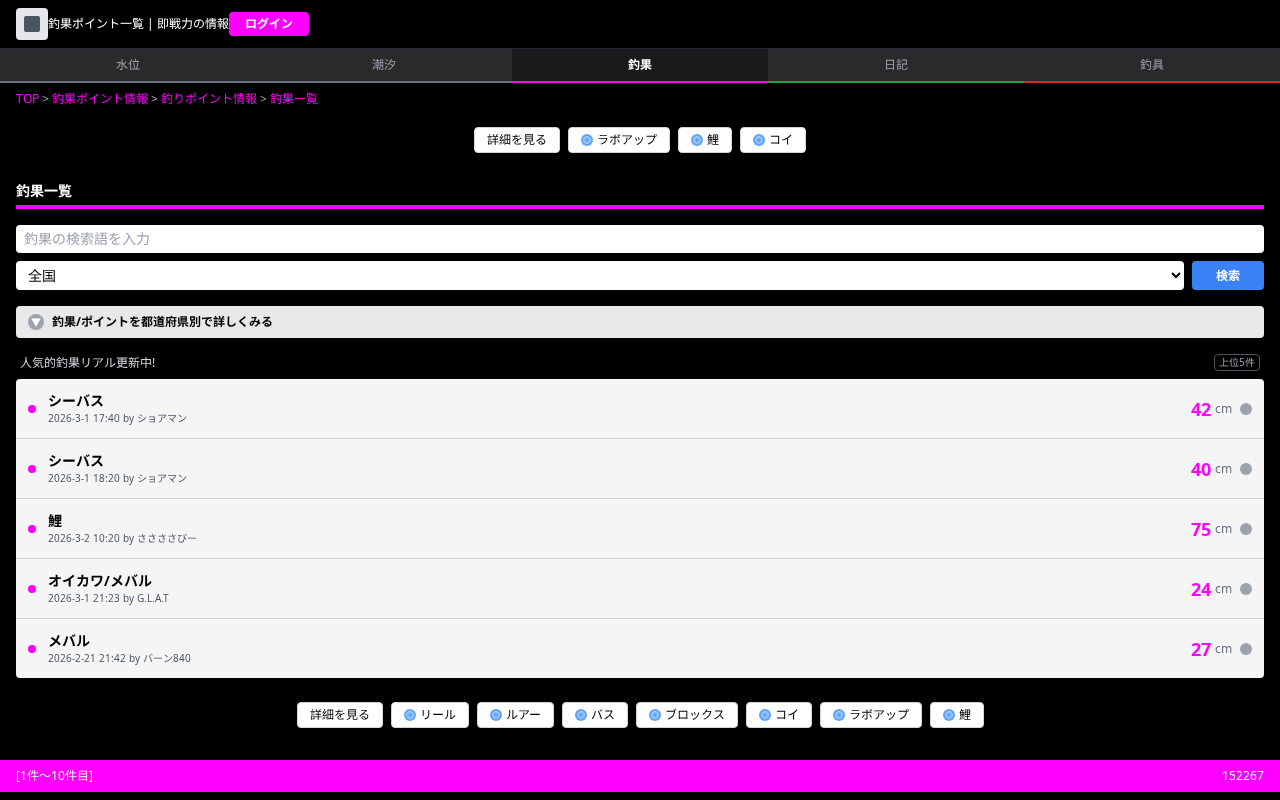 釣果ポイント一覧 | 即戦力の情報 ログイン
水位 潮汐 釣果 日記 釣具
TOP > 釣果ポイント情報 > 釣りポイント情報 > 釣果一覧
詳細を見る ラボアップ 鯉 コイ
釣果一覧
釣果の検索語を入力
全国 検索
釣果/ポイントを都道府県別で詳しくみる
人気的釣果リアル更新中! 上位5件
シーバス
2026-3-1 17:40 by ショアマン
42 cm
シーバス
2026-3-1 18:20 by ショアマン
40 cm
鯉
2026-3-2 10:20 by ささささびー
75 cm
オイカワ/メバル
2026-3-1 21:23 by G.L.A.T
24 cm
メバル
2026-2-21 21:42 by バーン840
27 cm
詳細を見る リール ルアー バス ブロックス コイ ラボアップ 鯉
[1件〜10件目] 152267